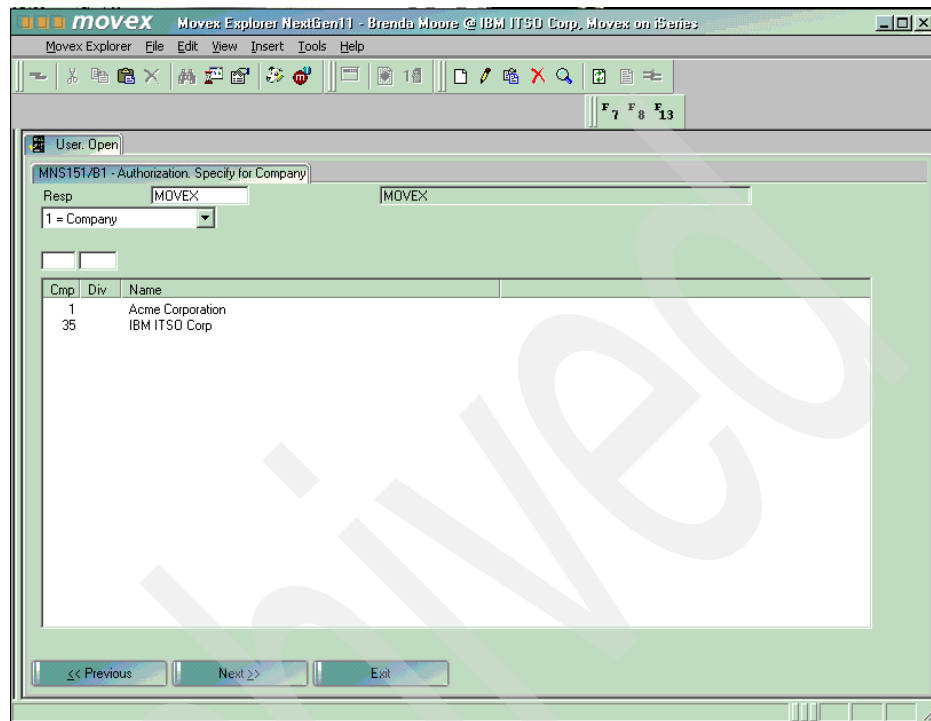 movex Movex Explorer NextGen11 - Brenda Moore @ IBM ITSO Corp, Movex on iSeries
Movex Explorer File Edit View Insert Tools Help
F7 F8 F13
User. Open
MNS151/B1 - Authorization. Specify for Company
Resp MOVEX MOVEX
1 = Company
Cmp Div Name
1 Acme Corporation
35 IBM ITSO Corp
<< Previous Next >> Exit